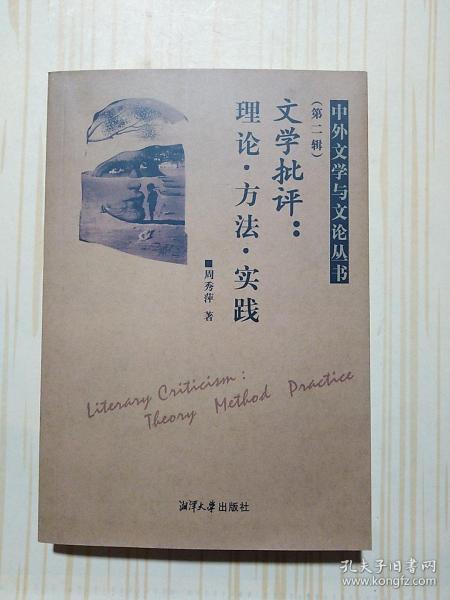 中外文学与文论丛书
（第二辑）
文学批评：
理论·方法·实践
■周秀萍 著
Literary Criticism:
Theory Method Practice
湘潭大学出版社
孔夫子旧书网
www.kongfz.com